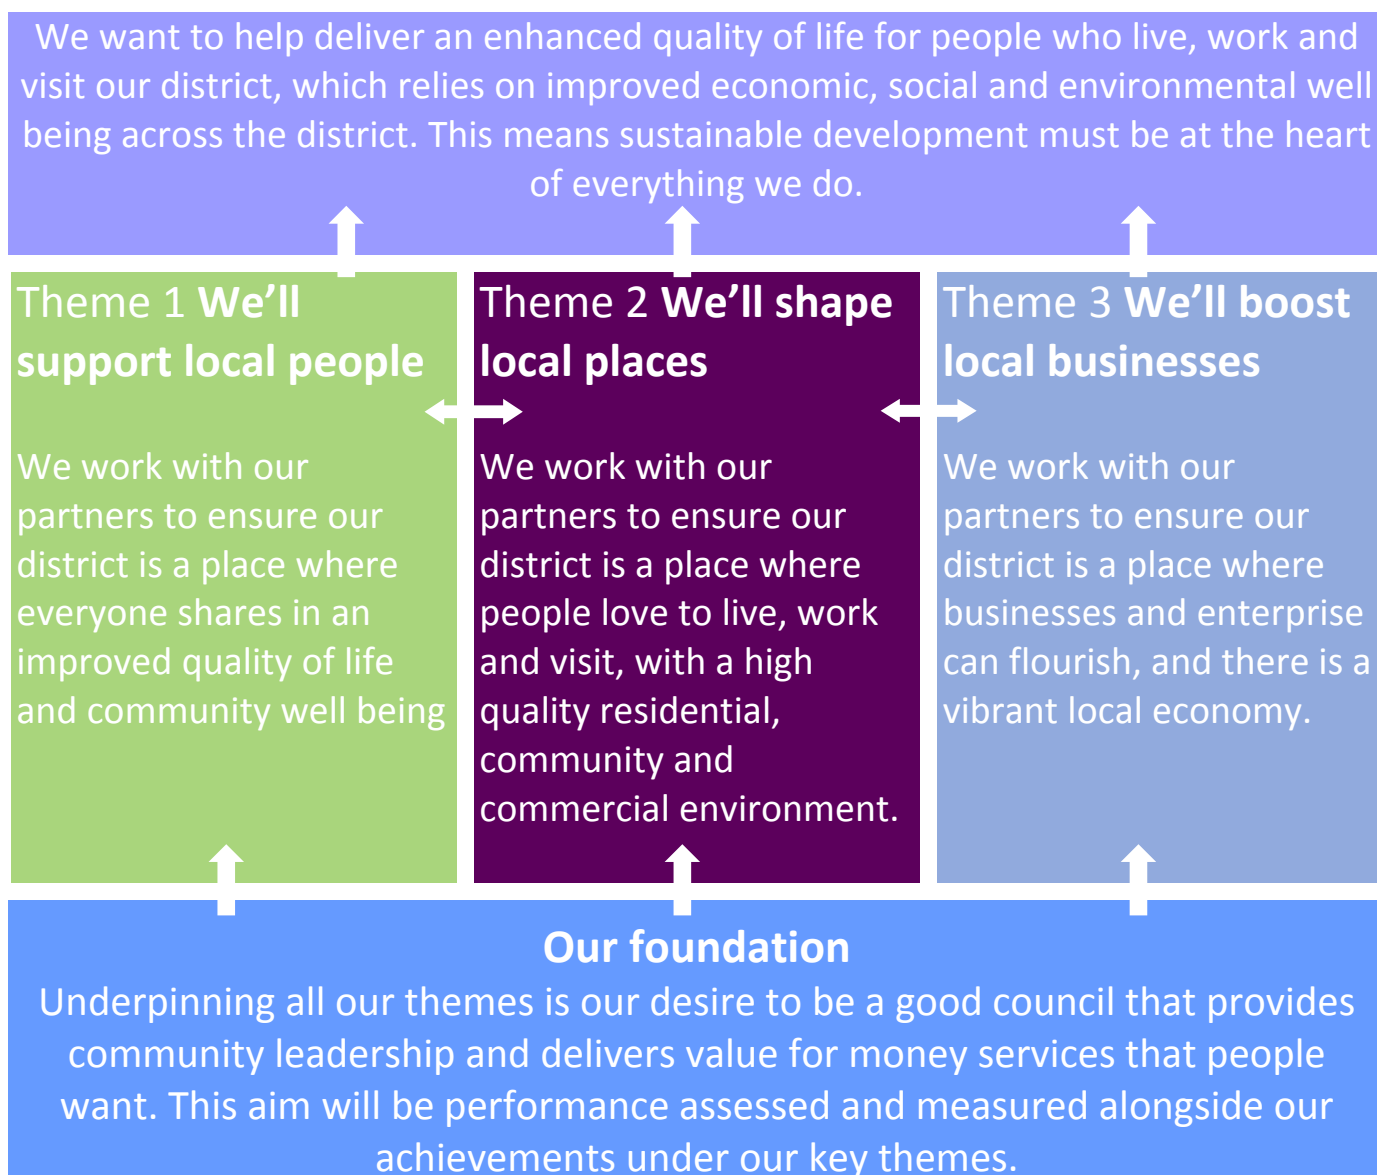 We want to help deliver an enhanced quality of life for people who live, work and
visit our district, which relies on improved economic, social and environmental well
being across the district. This means sustainable development must be at the heart
of everything we do.
Theme 1 We’ll
support local people
We work with our
partners to ensure our
district is a place where
everyone shares in an
improved quality of life
and community well being
Theme 2 We’ll shape
local places
We work with our
partners to ensure our
district is a place where
people love to live, work
and visit, with a high
quality residential,
community and
commercial environment.
Theme 3 We’ll boost
local businesses
We work with our
partners to ensure our
district is a place where
businesses and enterprise
can flourish, and there is a
vibrant local economy.
Our foundation
Underpinning all our themes is our desire to be a good council that provides
community leadership and delivers value for money services that people
want. This aim will be performance assessed and measured alongside our
achievements under our key themes.